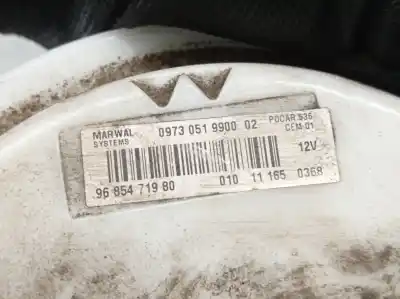 MARWAL 0973 051 9900 02 POCAR S35
SYSTEMS CEM-01
12V
96 854 719 80 010 11 165 0368